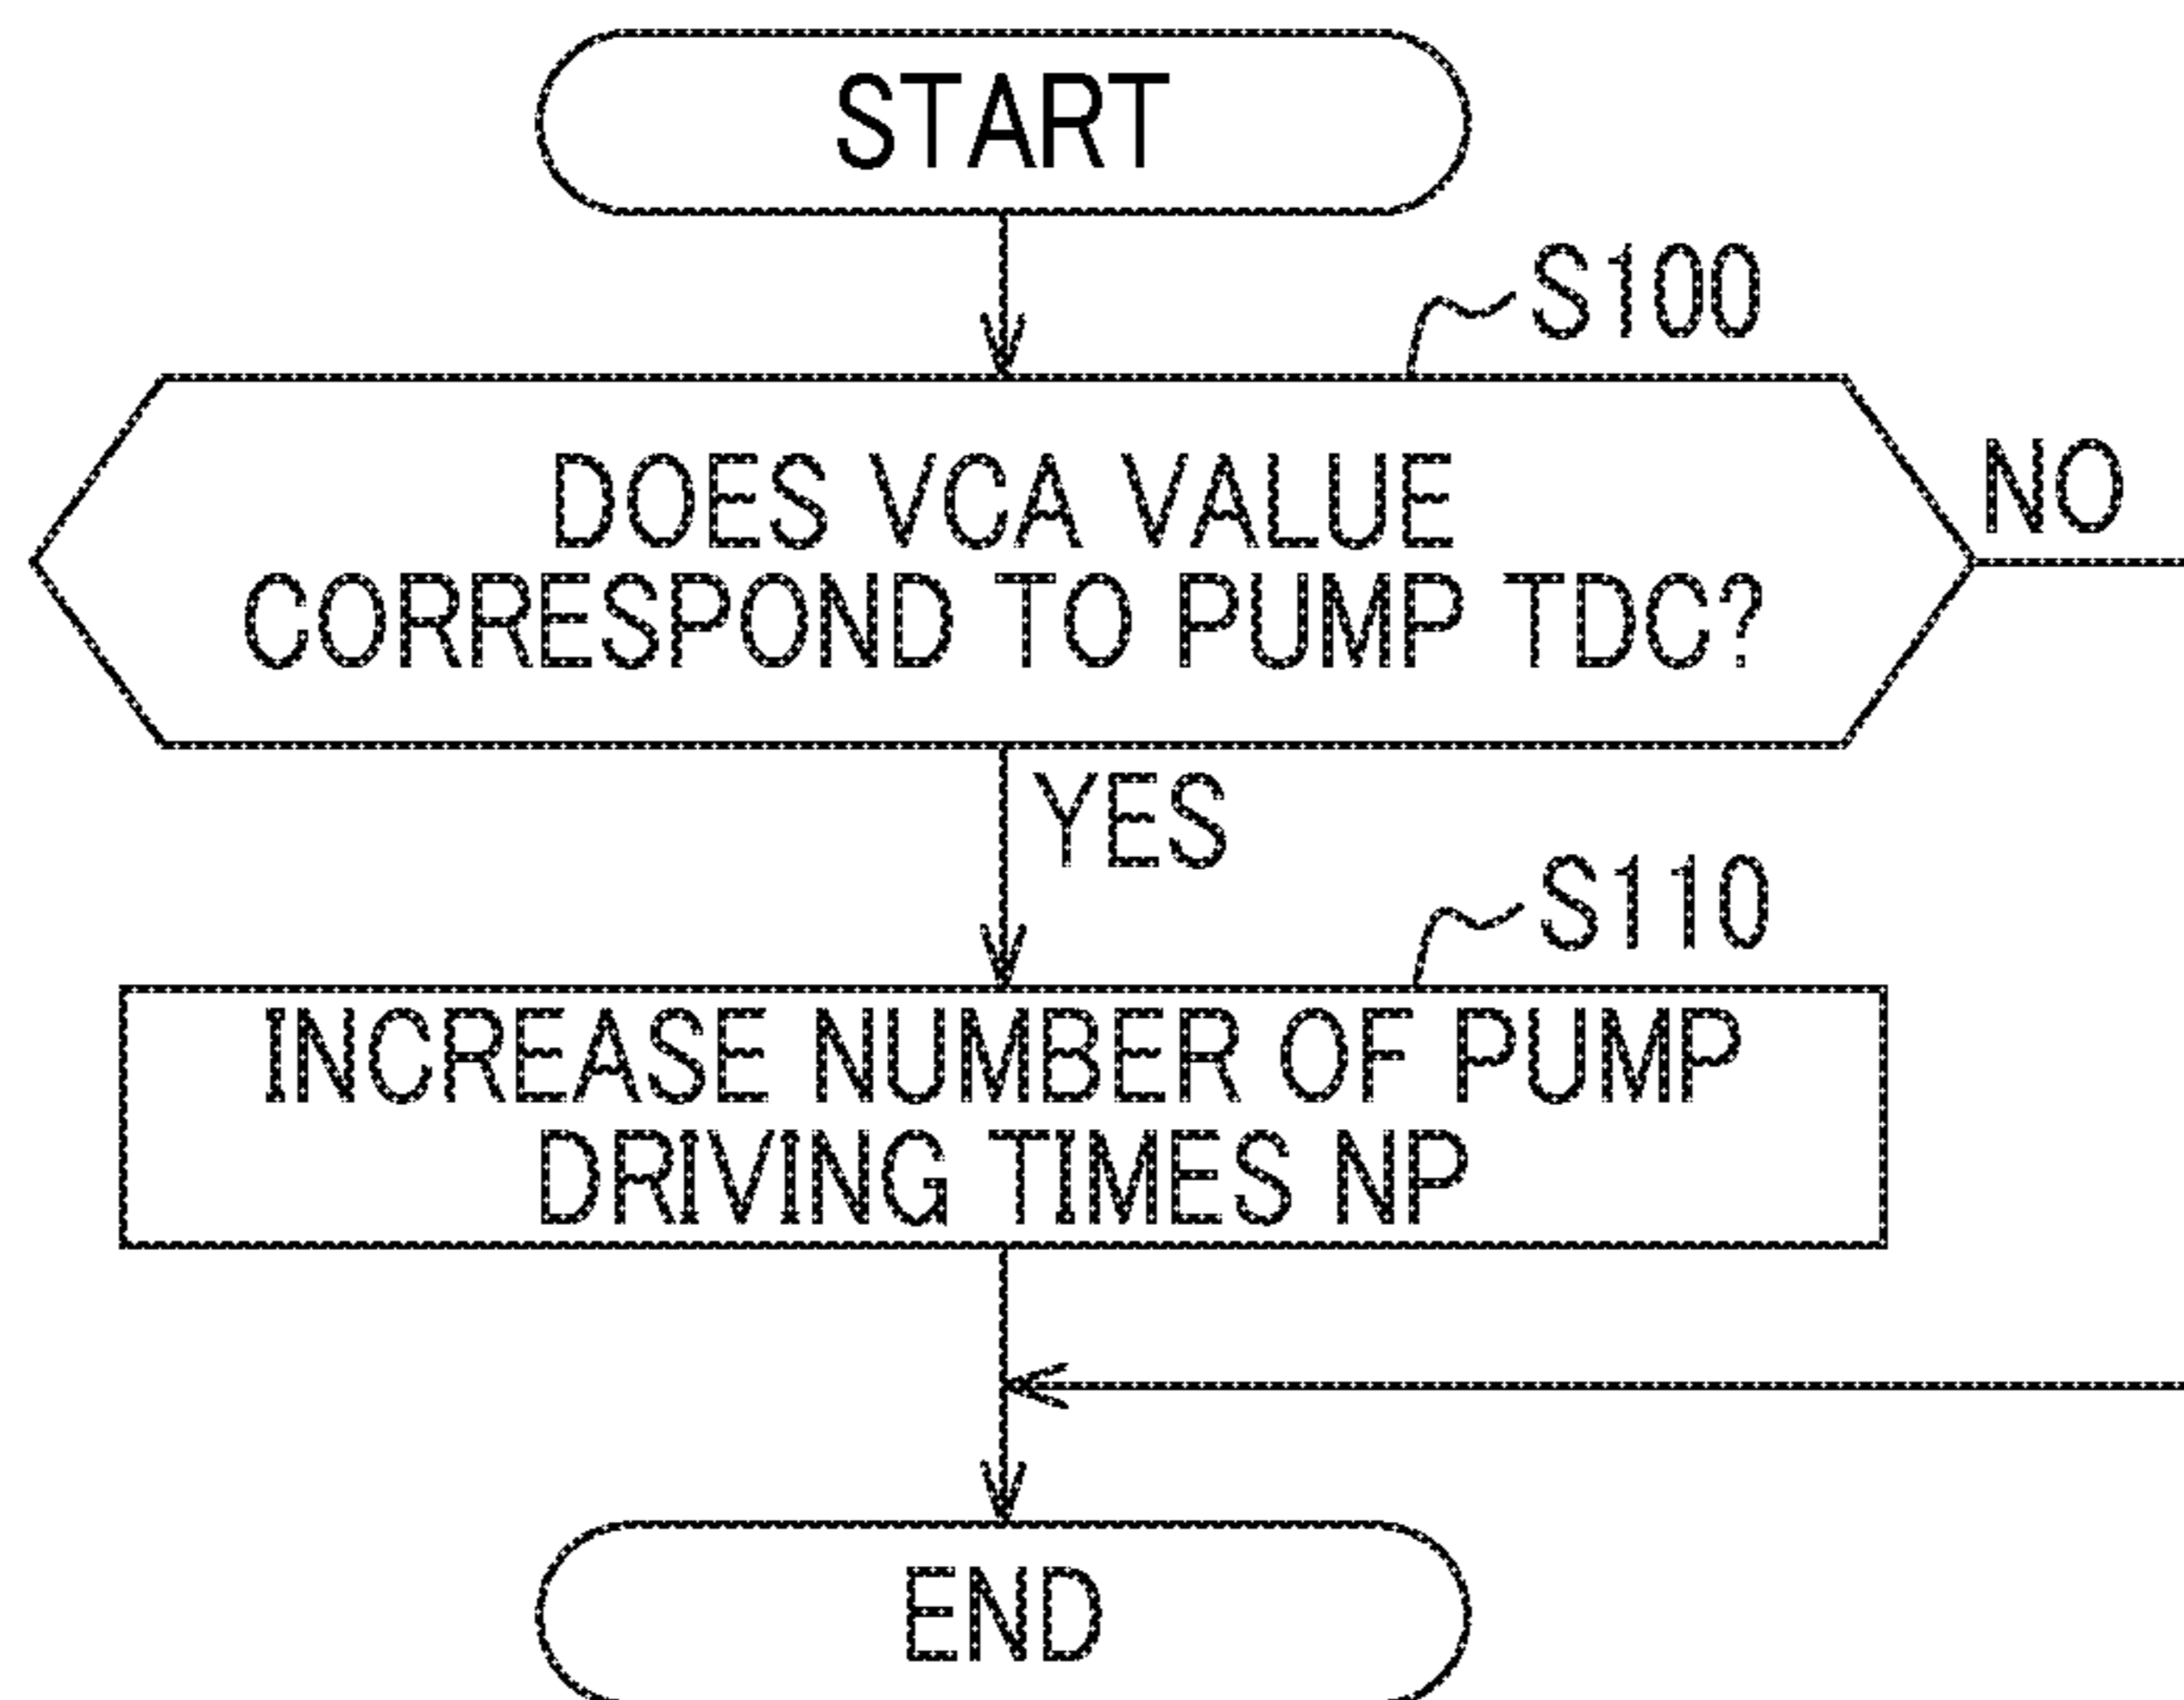 START
S100
DOES VCA VALUE
CORRESPOND TO PUMP TDC?
NO
YES
S110
INCREASE NUMBER OF PUMP
DRIVING TIMES NP
END